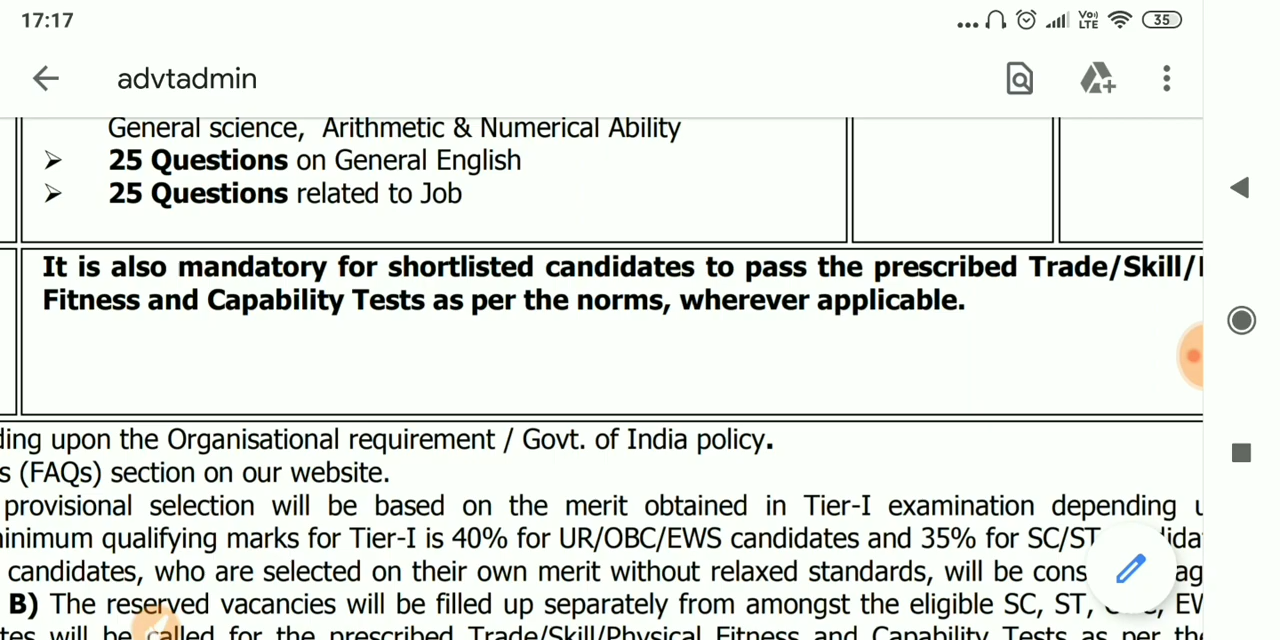 17:17
Vo)) LTE
35
advtadmin
General science, Arithmetic & Numerical Ability
➢ 25 Questions on General English
➢ 25 Questions related to Job
It is also mandatory for shortlisted candidates to pass the prescribed Trade/Skill/
Fitness and Capability Tests as per the norms, wherever applicable.
ding upon the Organisational requirement / Govt. of India policy.
s (FAQs) section on our website.
provisional selection will be based on the merit obtained in Tier-I examination depending
inimum qualifying marks for Tier-I is 40% for UR/OBC/EWS candidates and 35% for SC/ST
candidates, who are selected on their own merit without relaxed standards, will be cons
B) The reserved vacancies will be filled up separately from amongst the eligible SC, ST,
tes will be called for the prescribed Trade/Skill/Physical Fitness and Capability Tests as per